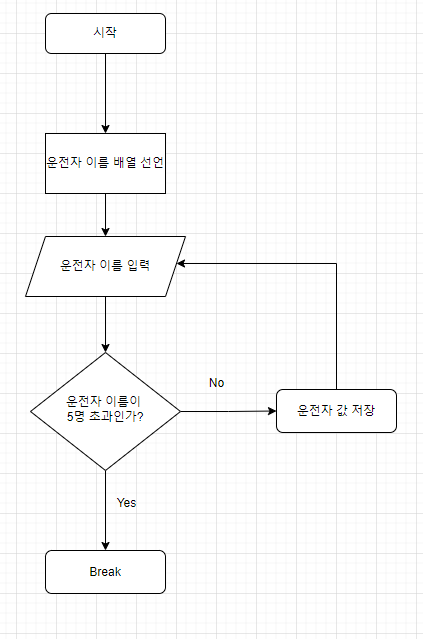 시작
운전자 이름 배열 선언
운전자 이름 입력
운전자 이름이
5명 초과인가?
No
운전자 값 저장
Yes
Break